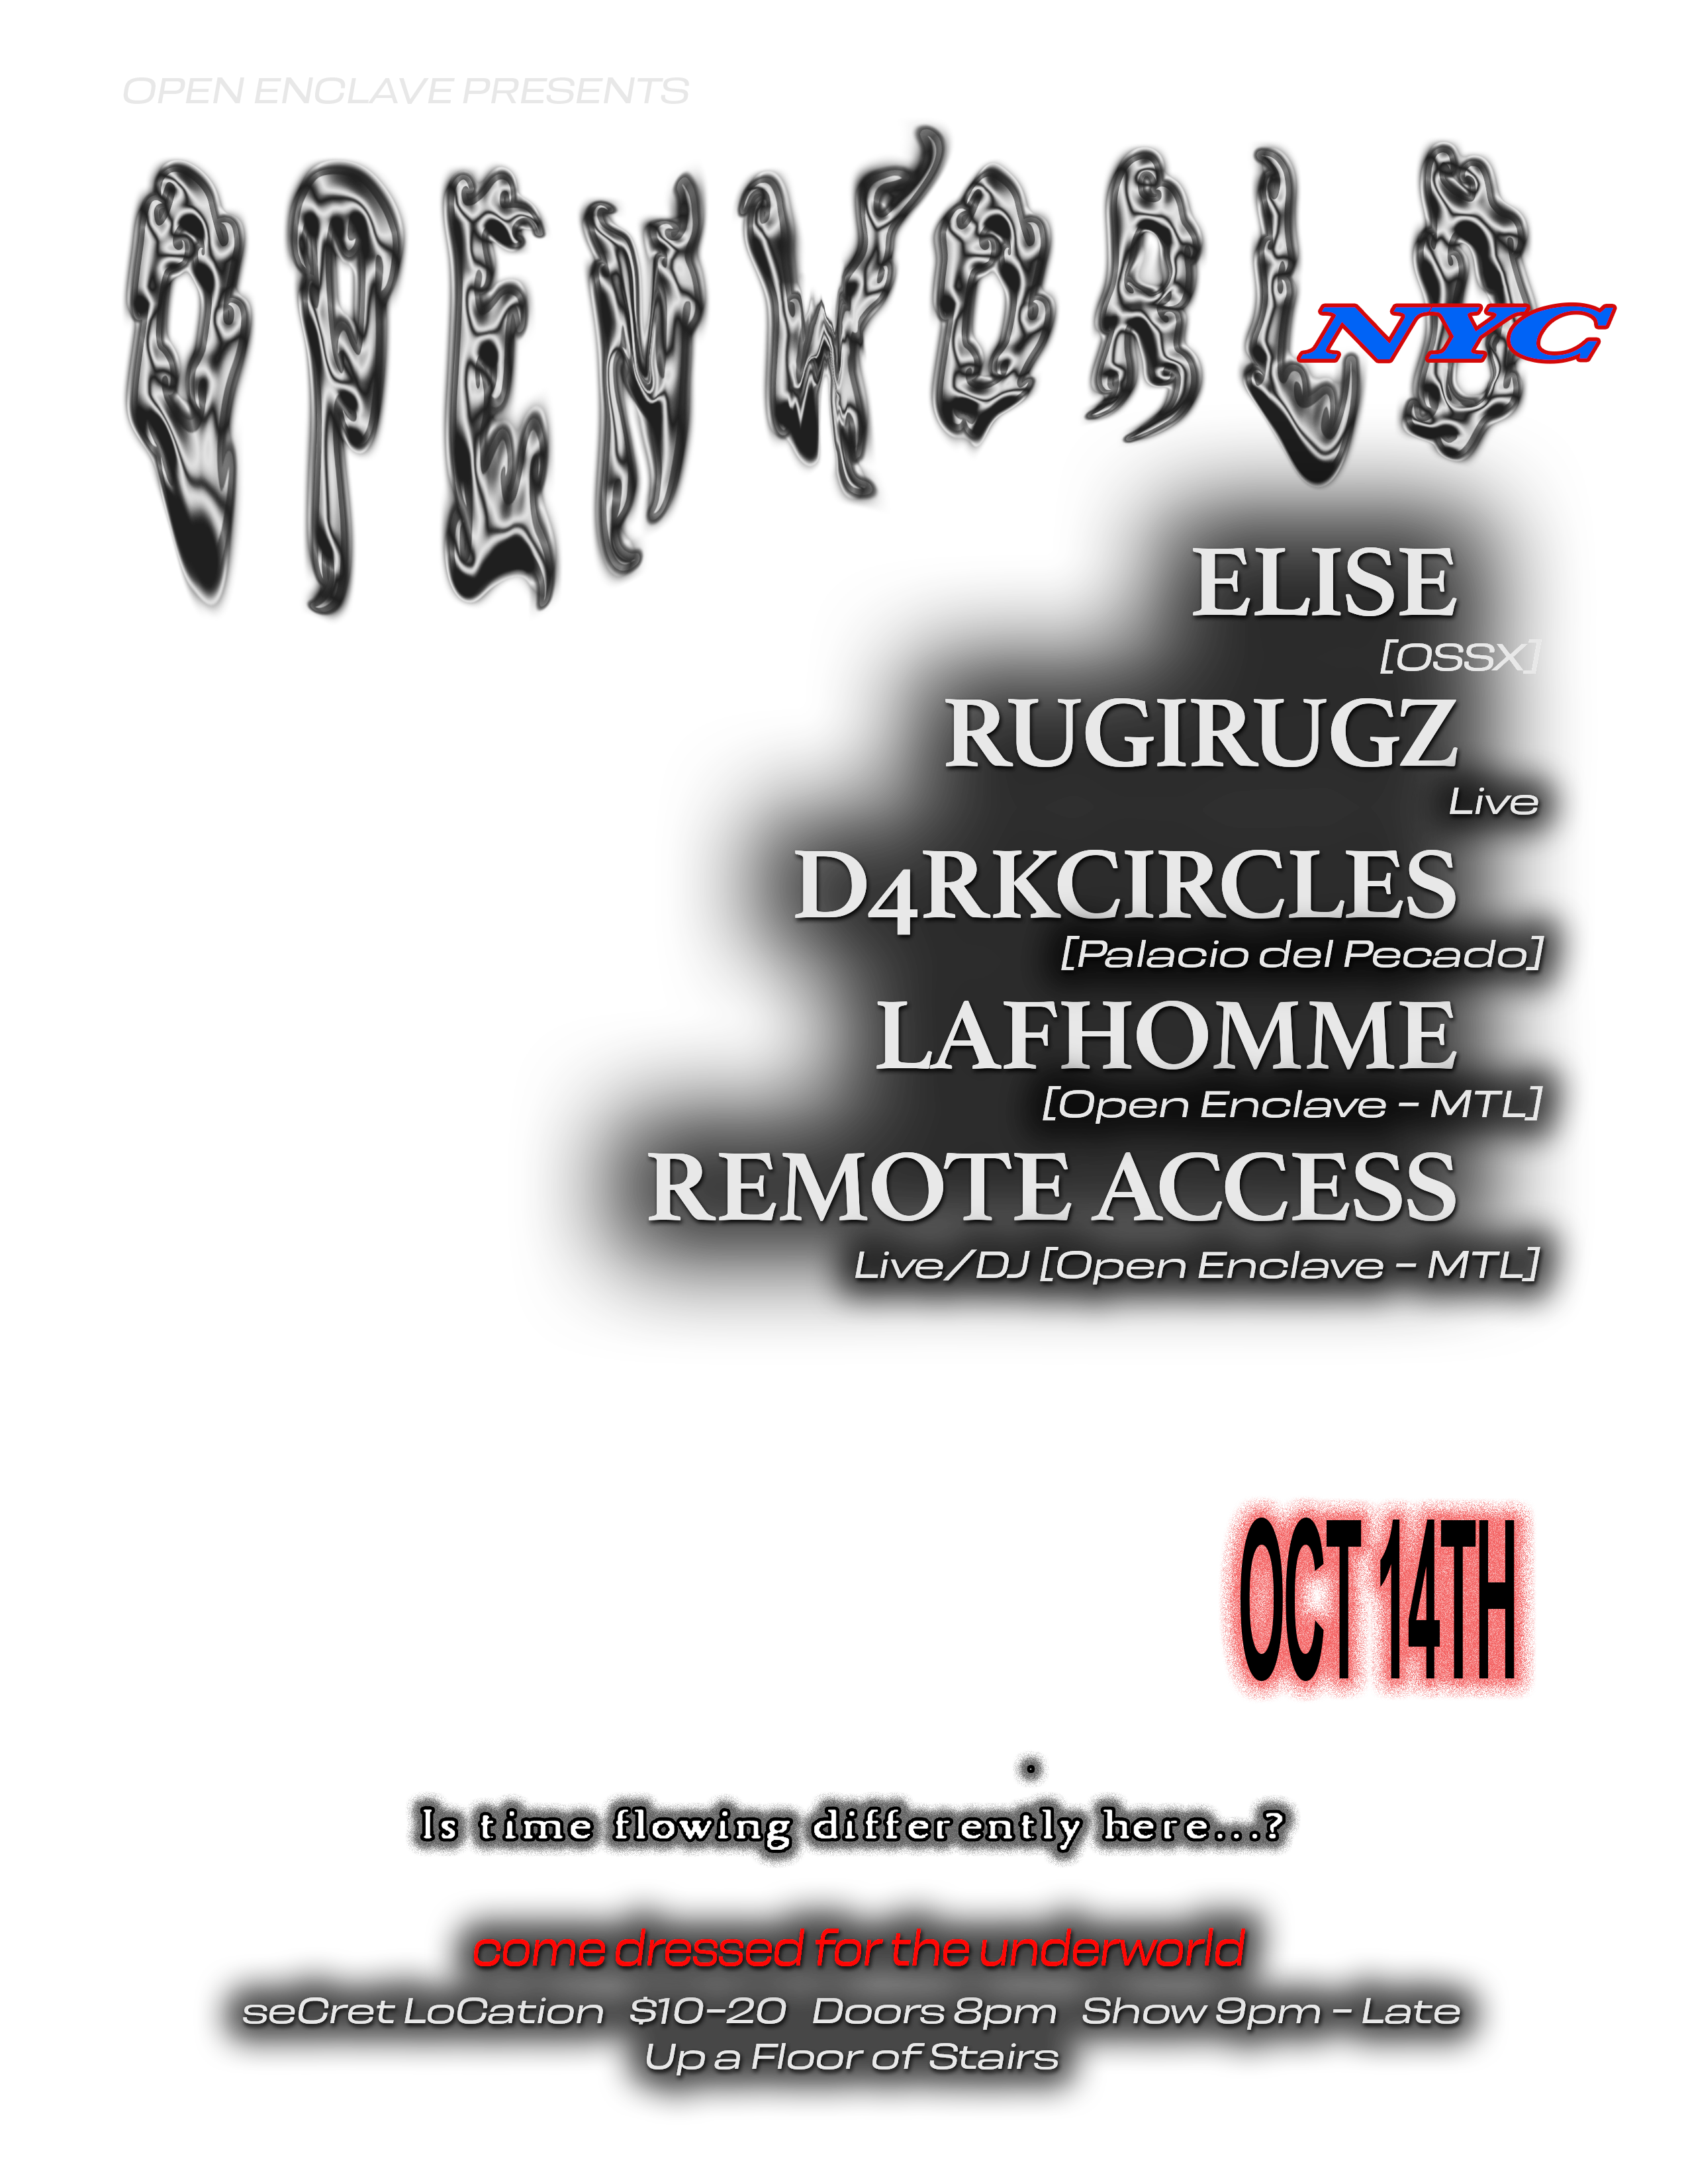 OPEN ENCLAVE PRESENTS
OPENWORLD
NYC
ELISE
[OSSX]
RUGIRUGZ
Live
D4RKCIRCLES
[Palacio del Pecado]
LAFHOMME
[Open Enclave - MTL]
REMOTE ACCESS
Live/DJ [Open Enclave - MTL]
OCT 14TH
Is time flowing differently here...?
come dressed for the underworld
seCret LoCation $10-20 Doors 8pm Show 9pm - Late
Up a Floor of Stairs